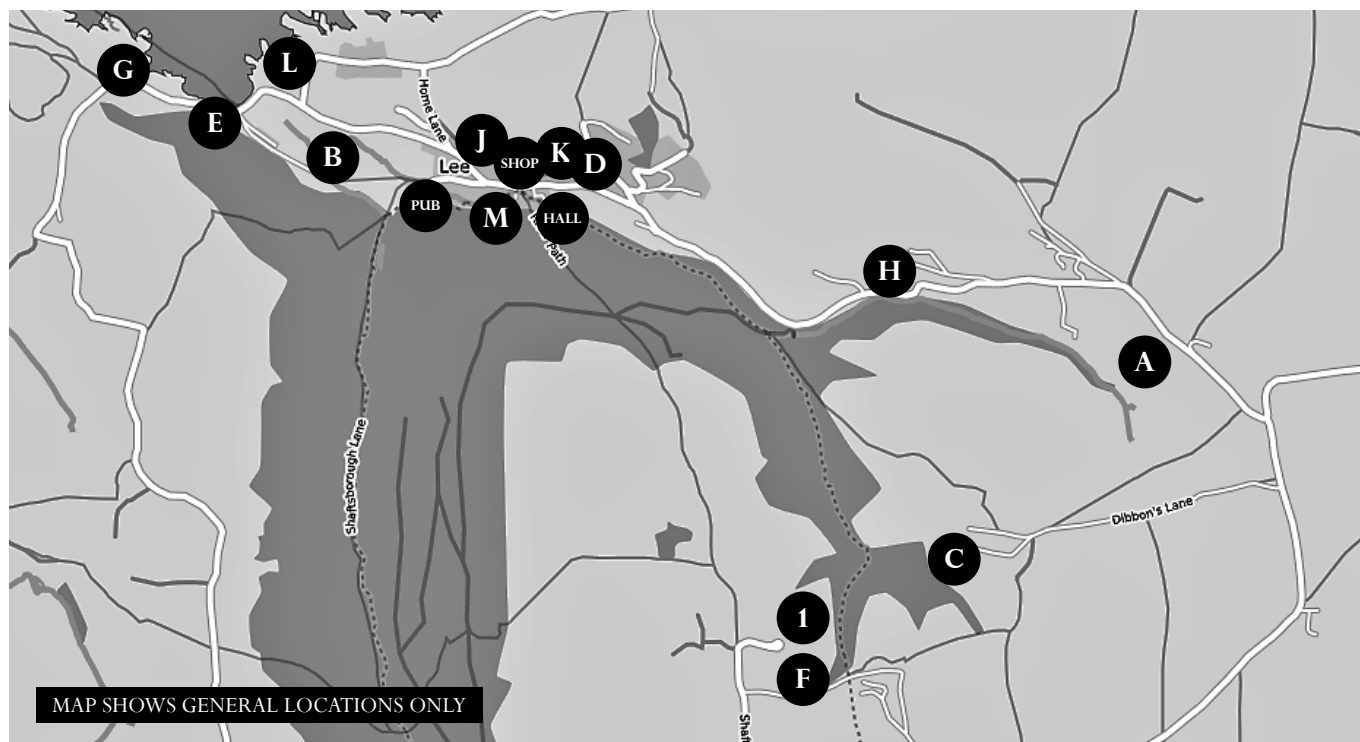 G
L
E
Home Lane
B
J
SHOP
K
D
Lee
PUB
M
HALL
Path
H
A
Shaftsborough Lane
Dibbon's Lane
C
1
F
MAP SHOWS GENERAL LOCATIONS ONLY